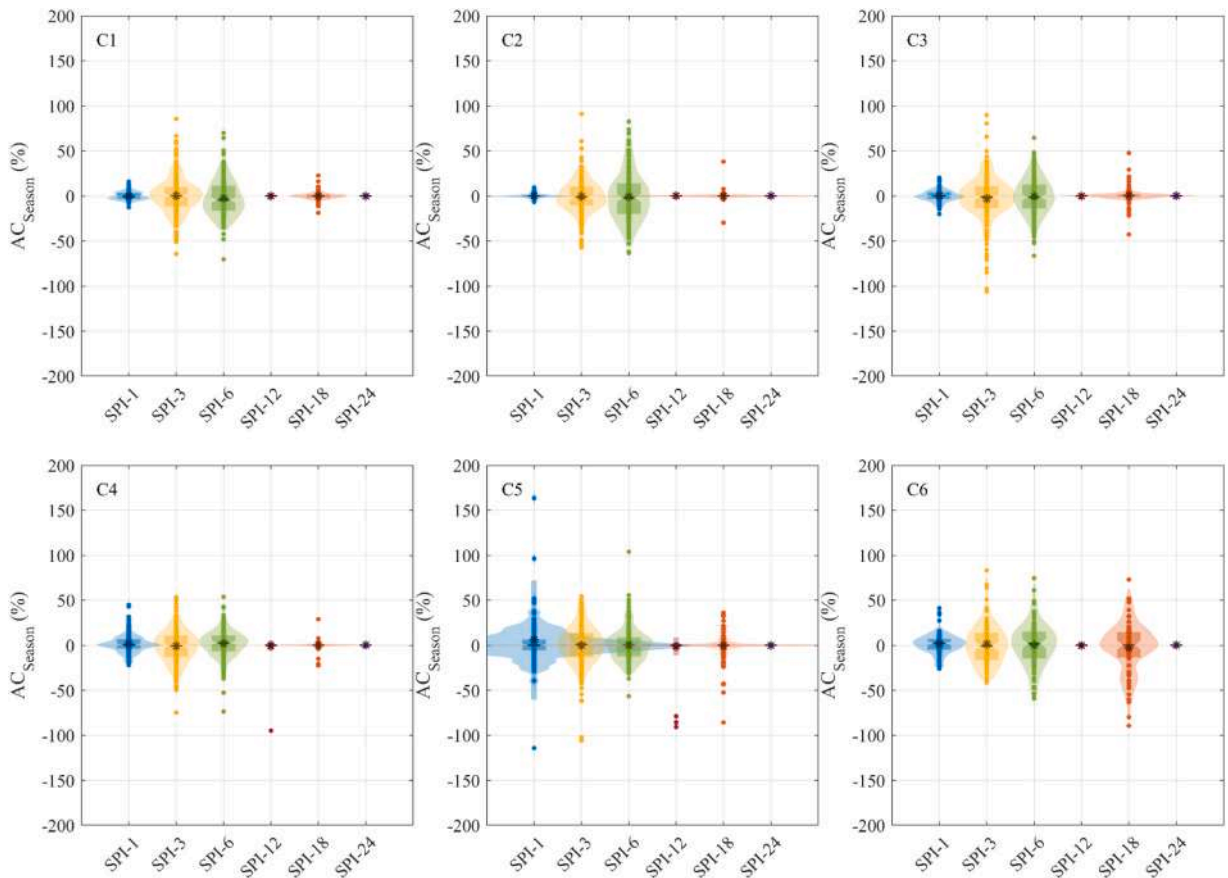 200
150
100
50
0
-50
-100
-150
-200
AC_Season (%)
C1
SPI-1
SPI-3
SPI-6
SPI-12
SPI-18
SPI-24
200
150
100
50
0
-50
-100
-150
-200
AC_Season (%)
C2
SPI-1
SPI-3
SPI-6
SPI-12
SPI-18
SPI-24
200
150
100
50
0
-50
-100
-150
-200
AC_Season (%)
C3
SPI-1
SPI-3
SPI-6
SPI-12
SPI-18
SPI-24
200
150
100
50
0
-50
-100
-150
-200
AC_Season (%)
C4
SPI-1
SPI-3
SPI-6
SPI-12
SPI-18
SPI-24
200
150
100
50
0
-50
-100
-150
-200
AC_Season (%)
C5
SPI-1
SPI-3
SPI-6
SPI-12
SPI-18
SPI-24
200
150
100
50
0
-50
-100
-150
-200
AC_Season (%)
C6
SPI-1
SPI-3
SPI-6
SPI-12
SPI-18
SPI-24